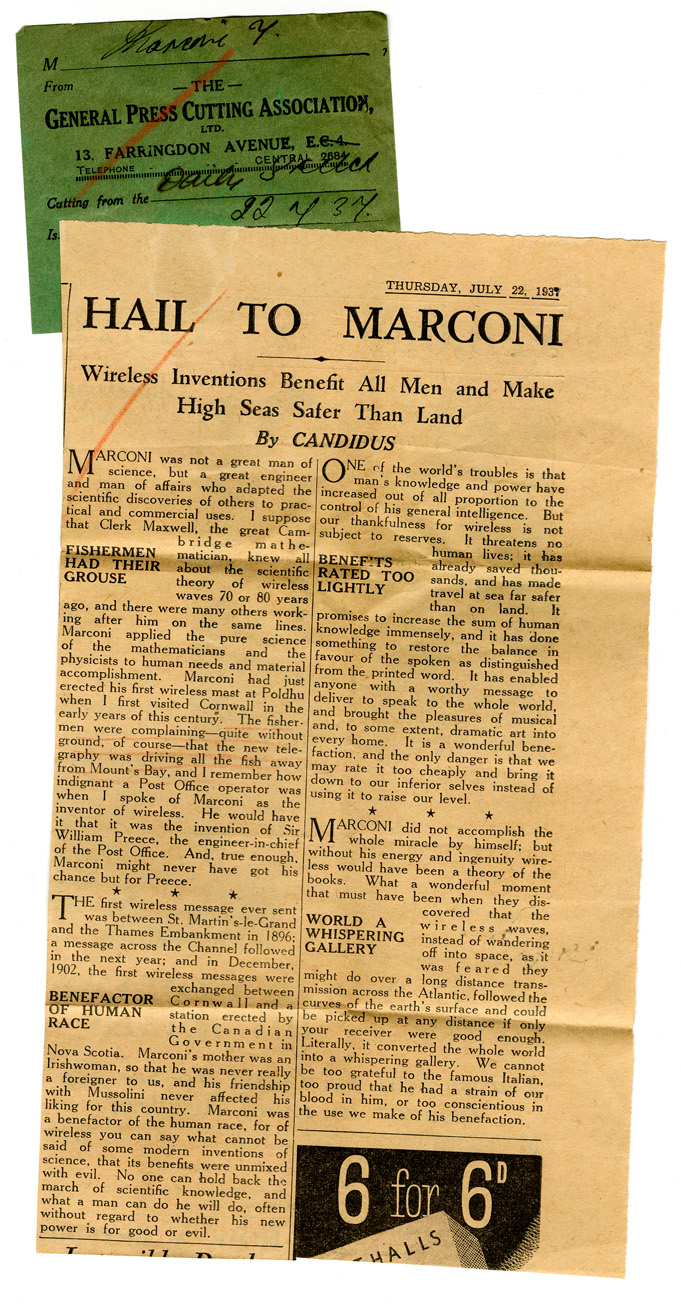 M Marconi
From
—THE—
GENERAL PRESS CUTTING ASSOCIATION,
LTD.
13, FARRINGDON AVENUE, E.C.4.
TELEPHONE CENTRAL 2684
Cutting from the Daily
22 7 37.
Is
THURSDAY, JULY 22, 1937
HAIL TO MARCONI
Wireless Inventions Benefit All Men and Make
High Seas Safer Than Land
By CANDIDUS
MARCONI was not a great man of
science, but a great engineer
and man of affairs who adapted the
scientific discoveries of others to prac-
tical and commercial uses. I suppose
that Clerk Maxwell, the great Cam-
bridge mathe-
matician, knew all
about the scientific
theory of wireless
waves 70 or 80 years
FISHERMEN
HAD THEIR
GROUSE
ago, and there were many others work-
ing after him on the same lines.
Marconi applied the pure science
of the mathematicians and the
physicists to human needs and material
accomplishment. Marconi had just
erected his first wireless mast at Poldhu
when I first visited Cornwall in the
early years of this century. The fisher-
men were complaining—quite without
ground, of course—that the new tele-
graphy was driving all the fish away
from Mount's Bay, and I remember how
indignant a Post Office operator was
when I spoke of Marconi as the
inventor of wireless. He would have
it that it was the invention of Sir
William Preece, the engineer-in-chief
of the Post Office. And, true enough,
Marconi might never have got his
chance but for Preece.
★ ★ ★
THE first wireless message ever sent
was between St. Martin's-le-Grand
and the Thames Embankment in 1896;
a message across the Channel followed
in the next year; and in December,
1902, the first wireless messages were
exchanged between
Cornwall and a
station erected by
the Canadian
Government in
BENEFACTOR
OF HUMAN
RACE
Nova Scotia. Marconi's mother was an
Irishwoman, so that he was never really
a foreigner to us, and his friendship
with Mussolini never affected his
liking for this country. Marconi was
a benefactor of the human race, for of
wireless you can say what cannot be
said of some modern inventions of
science, that its benefits were unmixed
with evil. No one can hold back the
march of scientific knowledge, and
what a man can do he will do, often
without regard to whether his new
power is for good or evil.
ONE of the world's troubles is that
man's knowledge and power have
increased out of all proportion to the
control of his general intelligence. But
our thankfulness for wireless is not
subject to reserves. It threatens no
human lives; it has
already saved thou-
sands, and has made
travel at sea far safer
than on land. It
BENEFITS
RATED TOO
LIGHTLY
promises to increase the sum of human
knowledge immensely, and it has done
something to restore the balance in
favour of the spoken as distinguished
from the printed word. It has enabled
anyone with a worthy message to
deliver to speak to the whole world,
and brought the pleasures of musical
and, to some extent, dramatic art into
every home. It is a wonderful bene-
faction, and the only danger is that we
may rate it too cheaply and bring it
down to our inferior selves instead of
using it to raise our level.
★ ★ ★
MARCONI did not accomplish the
whole miracle by himself; but
without his energy and ingenuity wire-
less would have been a theory of the
books. What a wonderful moment
that must have been when they dis-
covered that the
wireless waves,
instead of wandering
off into space, as it
was feared they
WORLD A
WHISPERING
GALLERY
might do over a long distance trans-
mission across the Atlantic, followed the
curves of the earth's surface and could
be picked up at any distance if only
your receiver were good enough.
Literally, it converted the whole world
into a whispering gallery. We cannot
be too grateful to the famous Italian,
too proud that he had a strain of our
blood in him, or too conscientious in
the use we make of his benefaction.
6 for 6D
THALLS